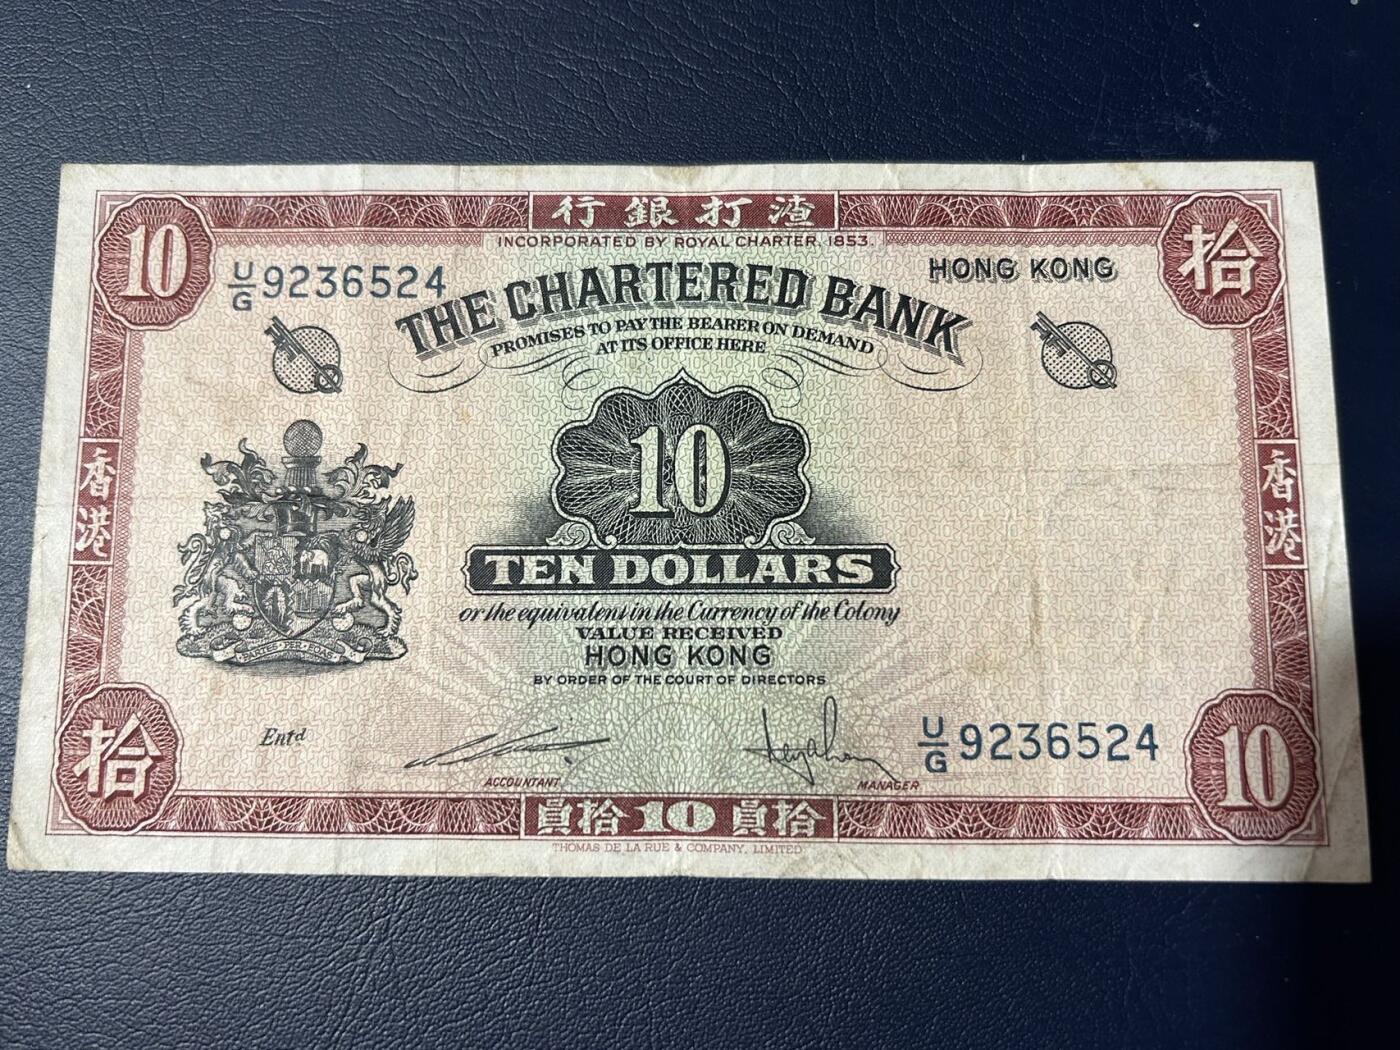 行銀打渣
INCORPORATED BY ROYAL CHARTER, 1853.
10
拾
U/G 9236524
HONG KONG
THE CHARTERED BANK
PROMISES TO PAY THE BEARER ON DEMAND
AT ITS OFFICE HERE
10
香港
香港
TEN DOLLARS
or the equivalent in the Currency of the Colony
VALUE RECEIVED
HONG KONG
BY ORDER OF THE COURT OF DIRECTORS
Entd
U/G 9236524
ACCOUNTANT
MANAGER
拾
10
員拾 10 員拾
THOMAS DE LA RUE & COMPANY, LIMITED.